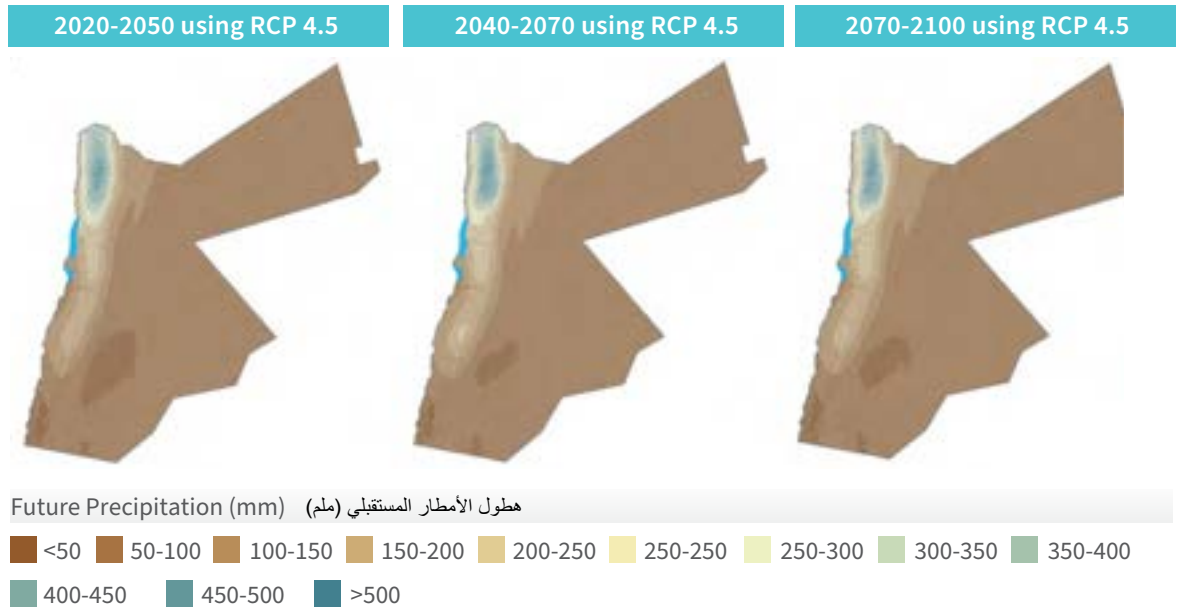 2020-2050 using RCP 4.5
2040-2070 using RCP 4.5
2070-2100 using RCP 4.5
Future Precipitation (mm) هطول الأمطار المستقبلي (ملم)
<50 50-100 100-150 150-200 200-250 250-250 250-300 300-350 350-400
400-450 450-500 >500